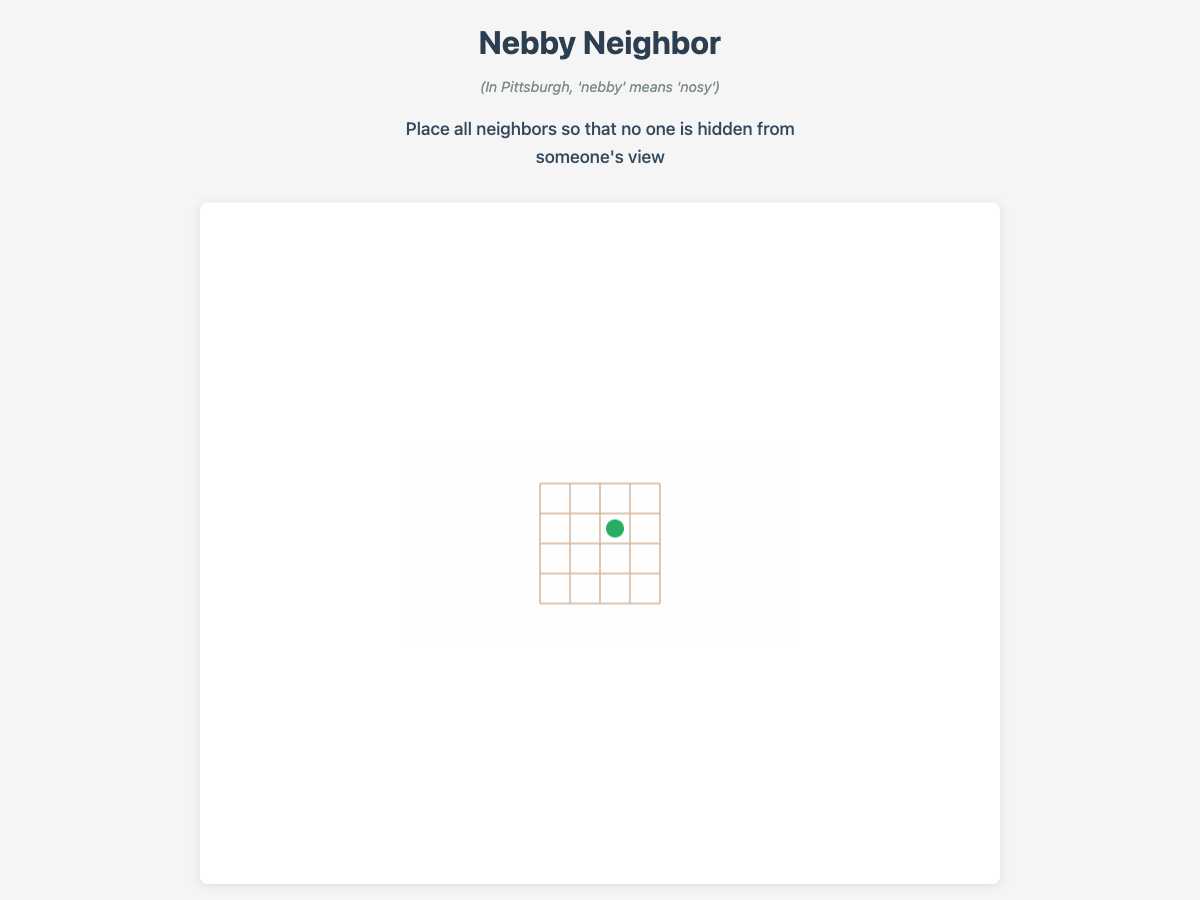 Nebby Neighbor
(In Pittsburgh, 'nebby' means 'nosy')
Place all neighbors so that no one is hidden from
someone's view